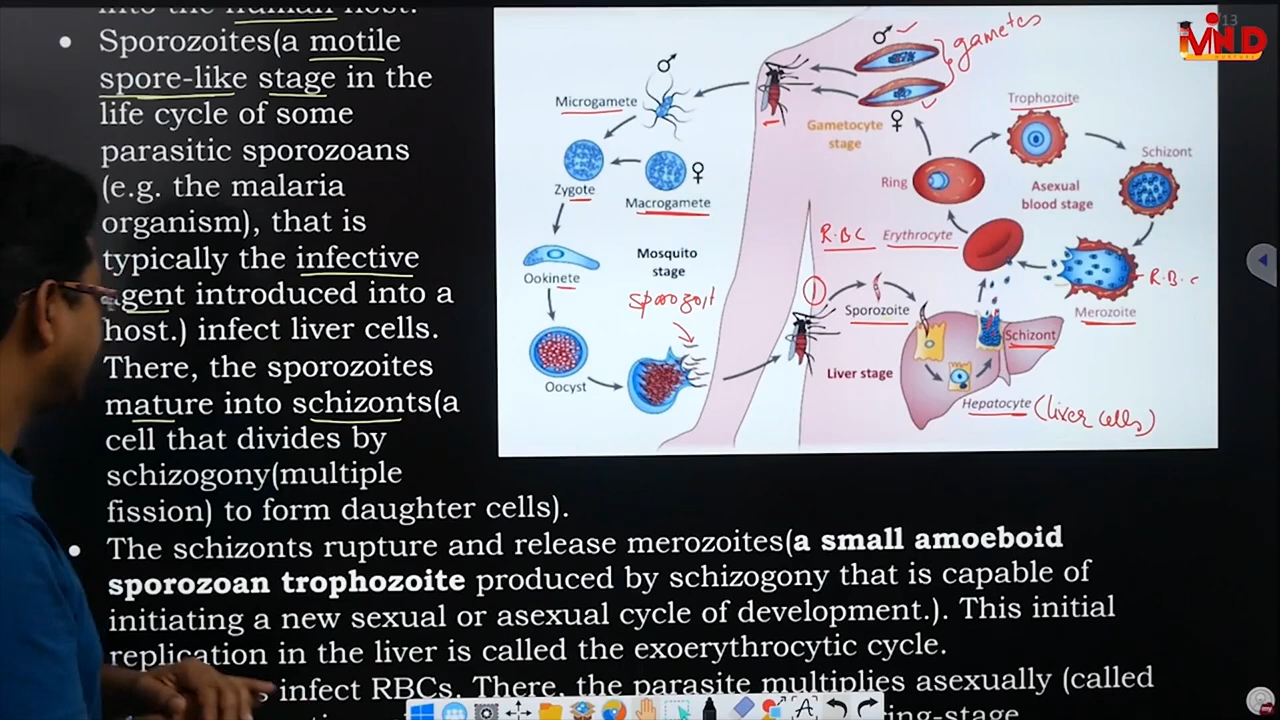 into the human host.
• Sporozoites(a motile
spore-like stage in the
life cycle of some
parasitic sporozoans
(e.g. the malaria
organism), that is
typically the infective
agent introduced into a
host.) infect liver cells.
There, the sporozoites
mature into schizonts(a
cell that divides by
schizogony(multiple
fission) to form daughter cells).
• The schizonts rupture and release merozoites(a small amoeboid
sporozoan trophozoite produced by schizogony that is capable of
initiating a new sexual or asexual cycle of development.). This initial
replication in the liver is called the exoerythrocytic cycle.
infect RBCs. There, the parasite multiplies asexually (called
ring-stage
♂
gametes
♂
Microgamete
Gametocyte
stage
♀
Trophozoite
Schizont
Zygote
♀
Macrogamete
Ring
Asexual
blood stage
R.B.C
Erythrocyte
Mosquito
stage
Ookinete
R.B.C
Merozoite
sporozoit
1
Sporozoite
Schizont
Liver stage
Oocyst
Hepatocyte (liver cells)
/13
MIND